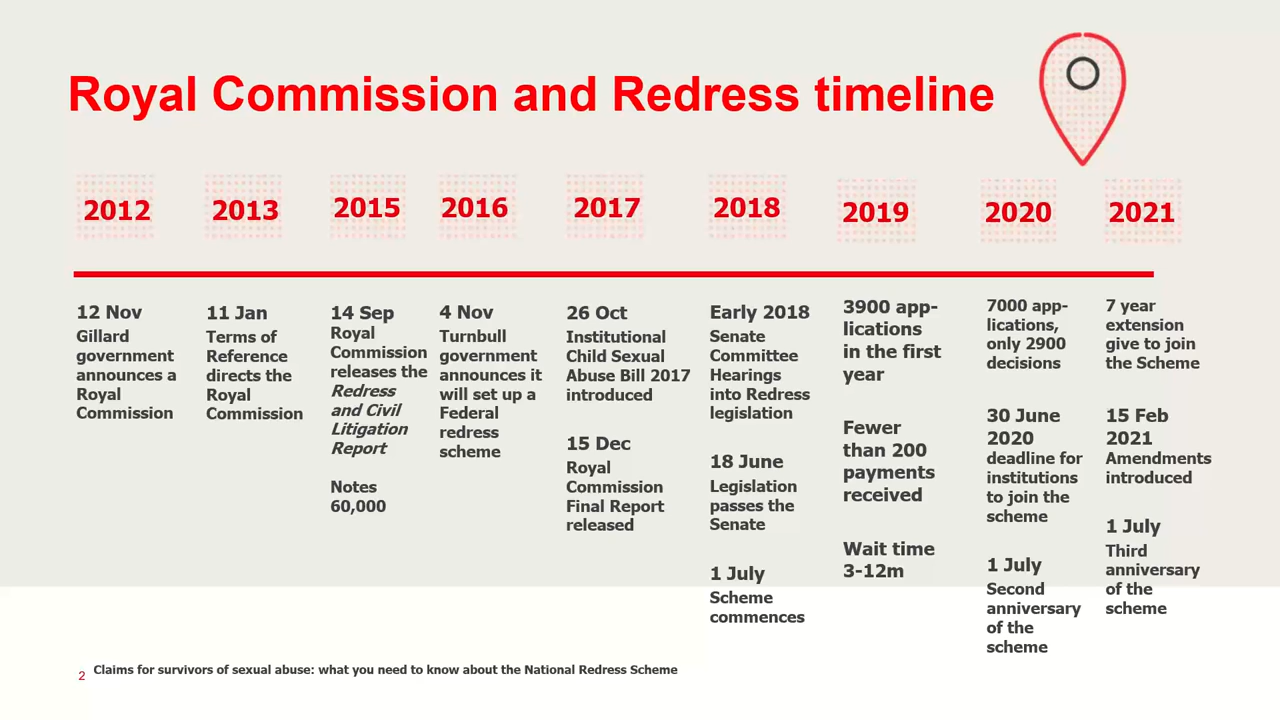 Royal Commission and Redress timeline
2012
2013
2015
2016
2017
2018
2019
2020
2021
12 Nov
Gillard
government
announces a
Royal
Commission
11 Jan
Terms of
Reference
directs the
Royal
Commission
14 Sep
Royal
Commission
releases the
Redress
and Civil
Litigation
Report
Notes
60,000
4 Nov
Turnbull
government
announces it
will set up a
Federal
redress
scheme
26 Oct
Institutional
Child Sexual
Abuse Bill 2017
introduced
15 Dec
Royal
Commission
Final Report
released
Early 2018
Senate
Committee
Hearings
into Redress
legislation
18 June
Legislation
passes the
Senate
1 July
Scheme
commences
3900 app-
lications
in the first
year
Fewer
than 200
payments
received
Wait time
3-12m
7000 app-
lications,
only 2900
decisions
30 June
2020
deadline for
institutions
to join the
scheme
1 July
Second
anniversary
of the
scheme
7 year
extension
give to join
the Scheme
15 Feb
2021
Amendments
introduced
1 July
Third
anniversary
of the
scheme
2 Claims for survivors of sexual abuse: what you need to know about the National Redress Scheme